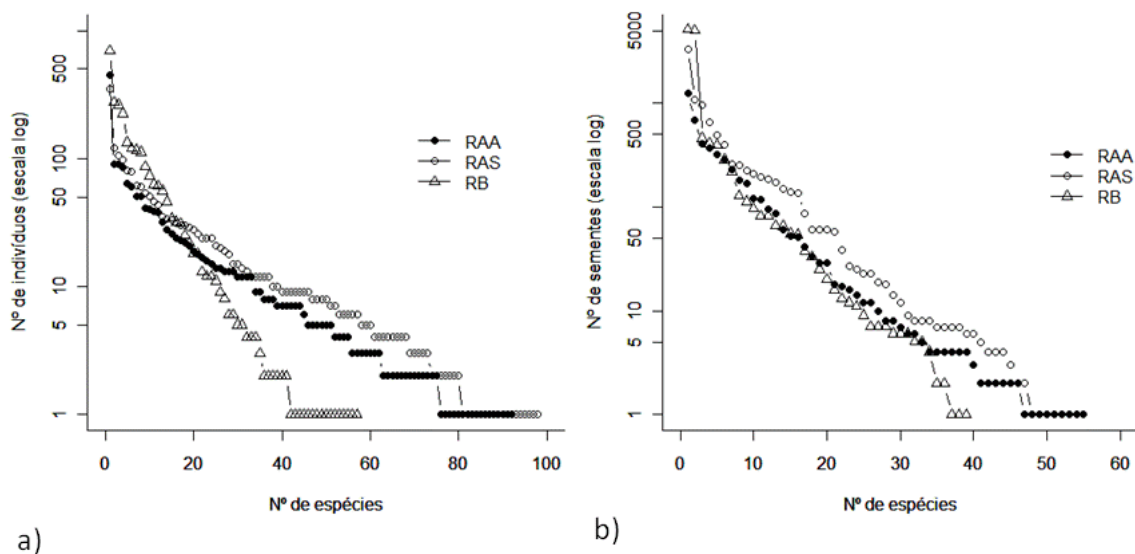 500
100
50
10
5
1
Nº de indivíduos (escala log)
RAA
RAS
RB
0
20
40
60
80
100
Nº de espécies
a)
5000
500
50
10
5
1
Nº de sementes (escala log)
RAA
RAS
RB
0
10
20
30
40
50
60
Nº de espécies
b)